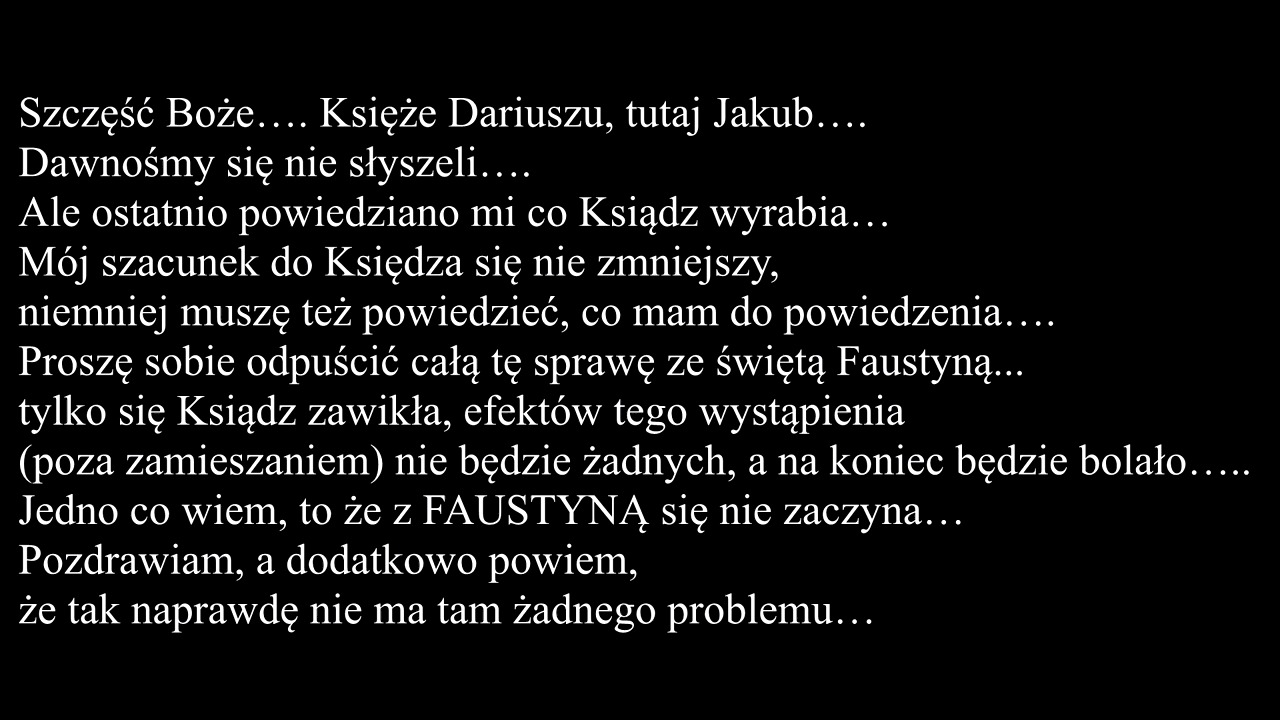 Szczęść Boże…. Księże Dariuszu, tutaj Jakub….
Dawnośmy się nie słyszeli….
Ale ostatnio powiedziano mi co Ksiądz wyrabia…
Mój szacunek do Księdza się nie zmniejszy,
niemniej muszę też powiedzieć, co mam do powiedzenia….
Proszę sobie odpuścić całą tę sprawę ze świętą Faustyną...
tylko się Ksiądz zawikła, efektów tego wystąpienia
(poza zamieszaniem) nie będzie żadnych, a na koniec będzie bolało…..
Jedno co wiem, to że z FAUSTYNĄ się nie zaczyna…
Pozdrawiam, a dodatkowo powiem,
że tak naprawdę nie ma tam żadnego problemu…